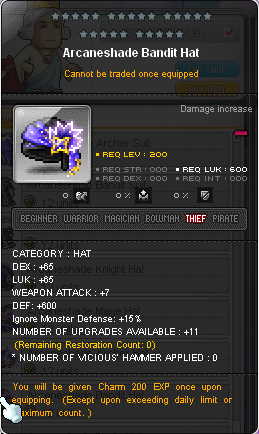 Arcaneshade Bandit Hat
Cannot be traded once equipped
Damage increase
REQ LEV : 200
REQ STR : 000 REQ LUK : 600
REQ DEX : 000 REQ INT : 000
0 % 0 % 0 %
BEGINNER WARRIOR MAGICIAN BOWMAN THIEF PIRATE
CATEGORY : HAT
DEX : +65
LUK : +65
WEAPON ATTACK : +7
DEF: +600
Ignore Monster Defense: +15%
NUMBER OF UPGRADES AVAILABLE : +11
(Remaining Restoration Count: 0)
* NUMBER OF VICIOUS' HAMMER APPLIED : 0
You will be given Charm 200 EXP once upon
equipping. (Except upon exceeding daily limit or
maximum count. )